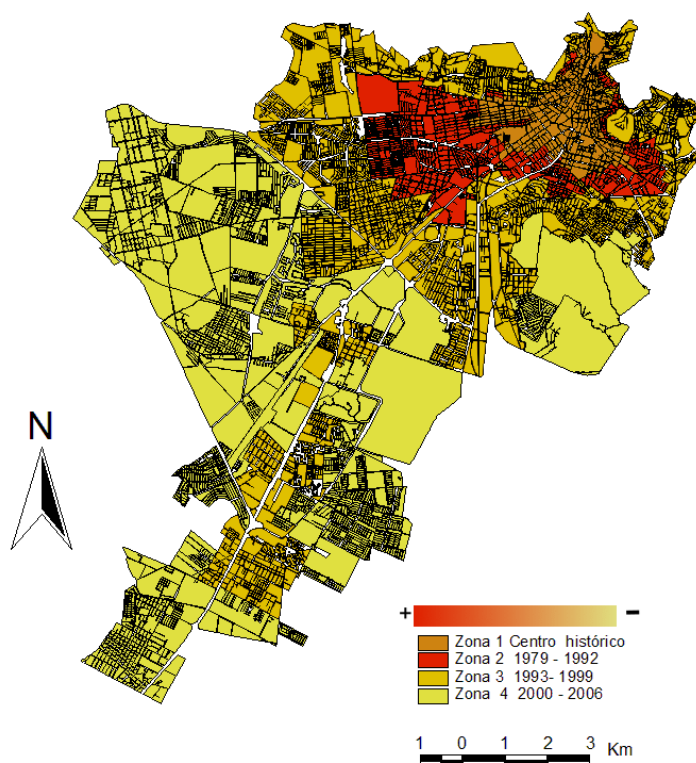 N
+ -
Zona 1 Centro histórico
Zona 2 1979 - 1992
Zona 3 1993- 1999
Zona 4 2000 - 2006
1 0 1 2 3 Km